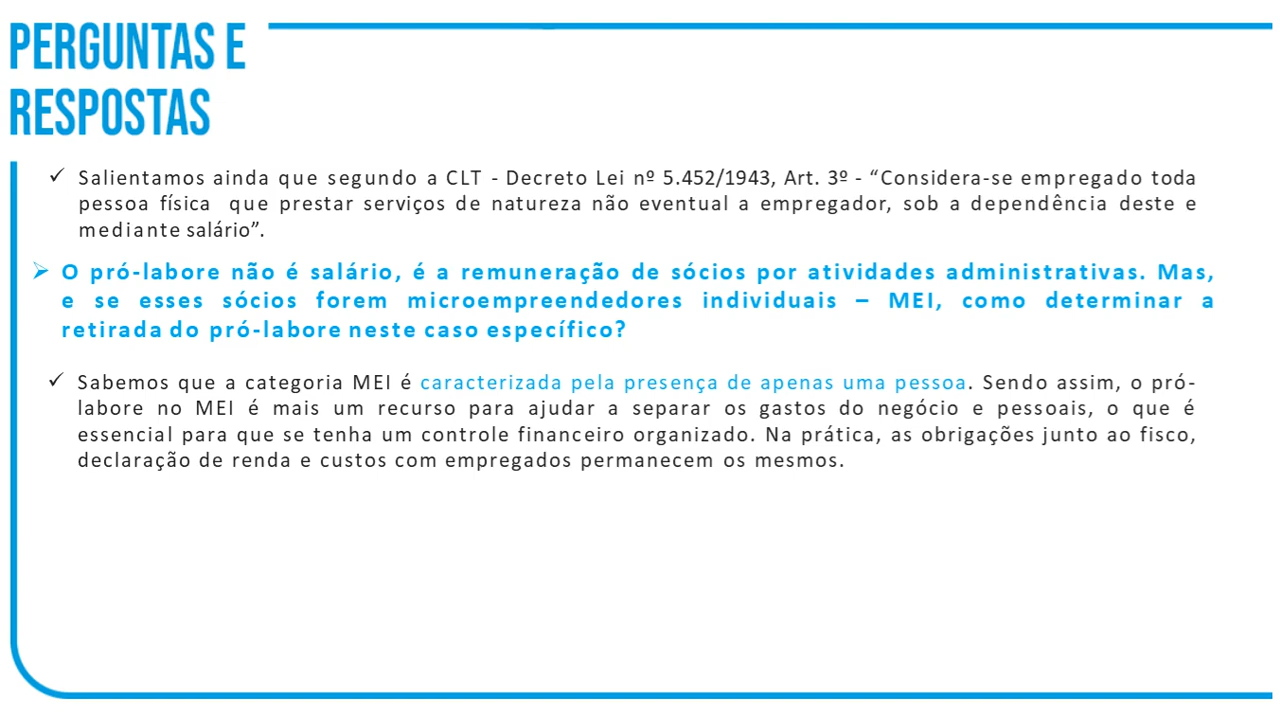 PERGUNTAS E
RESPOSTAS
✓ Salientamos ainda que segundo a CLT - Decreto Lei nº 5.452/1943, Art. 3º - “Considera-se empregado toda
pessoa física que prestar serviços de natureza não eventual a empregador, sob a dependência deste e
mediante salário”.
➢ O pró-labore não é salário, é a remuneração de sócios por atividades administrativas. Mas,
e se esses sócios forem microempreendedores individuais – MEI, como determinar a
retirada do pró-labore neste caso específico?
✓ Sabemos que a categoria MEI é caracterizada pela presença de apenas uma pessoa. Sendo assim, o pró-
labore no MEI é mais um recurso para ajudar a separar os gastos do negócio e pessoais, o que é
essencial para que se tenha um controle financeiro organizado. Na prática, as obrigações junto ao fisco,
declaração de renda e custos com empregados permanecem os mesmos.